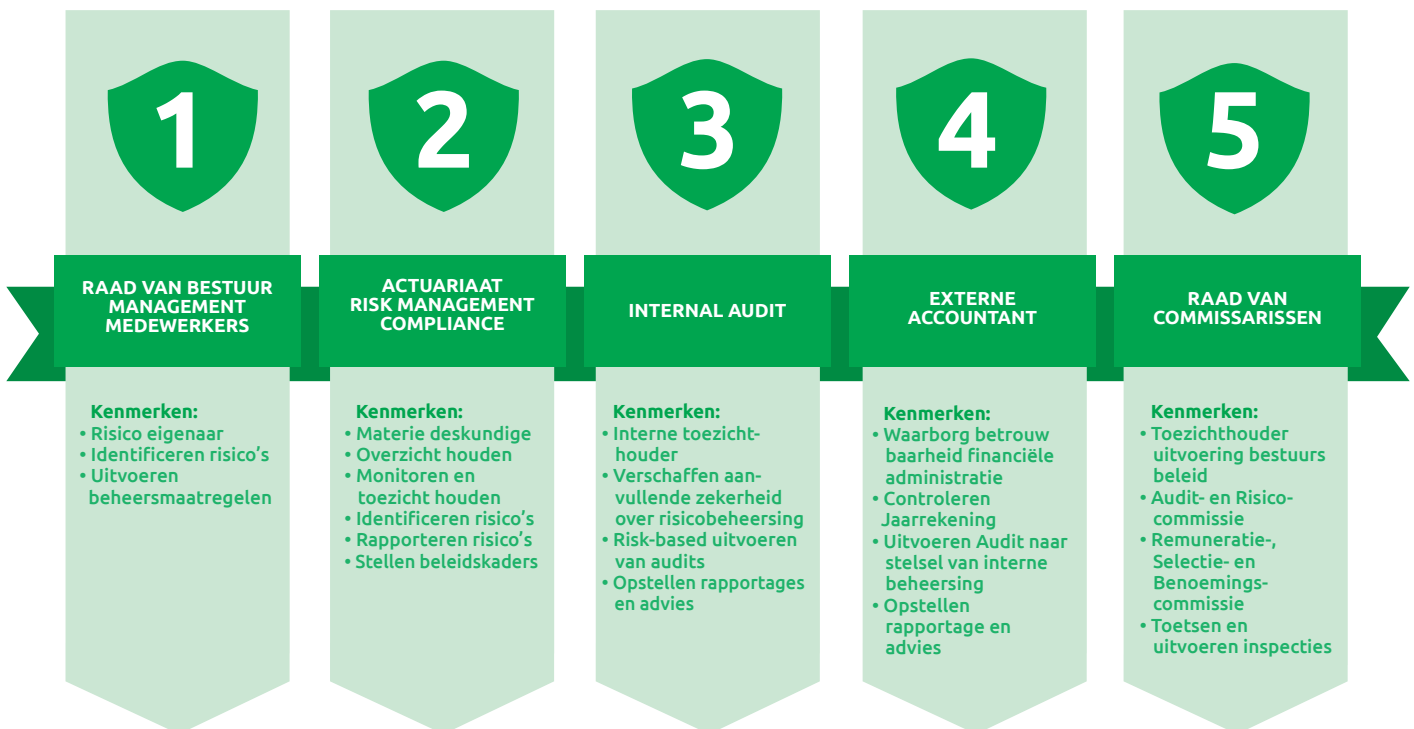 1
RAAD VAN BESTUUR
MANAGEMENT
MEDEWERKERS
Kenmerken:
• Risico eigenaar
• Identificeren risico's
• Uitvoeren
beheersmaatregelen
2
ACTUARIAAT
RISK MANAGEMENT
COMPLIANCE
Kenmerken:
• Materie deskundige
• Overzicht houden
• Monitoren en
toezicht houden
• Identificeren risico's
• Rapporteren risico's
• Stellen beleidskaders
3
INTERNAL AUDIT
Kenmerken:
• Interne toezicht-
houder
• Verschaffen aan-
vullende zekerheid
over risicobeheersing
• Risk-based uitvoeren
van audits
• Opstellen rapportages
en advies
4
EXTERNE
ACCOUNTANT
Kenmerken:
• Waarborg betrouw
baarheid financiële
administratie
• Controleren
Jaarrekening
• Uitvoeren Audit naar
stelsel van interne
beheersing
• Opstellen
rapportage en
advies
5
RAAD VAN
COMMISSARISSEN
Kenmerken:
• Toezichthouder
uitvoering bestuurs
beleid
• Audit- en Risico-
commissie
• Remuneratie-,
Selectie- en
Benoemings-
commissie
• Toetsen en
uitvoeren inspecties